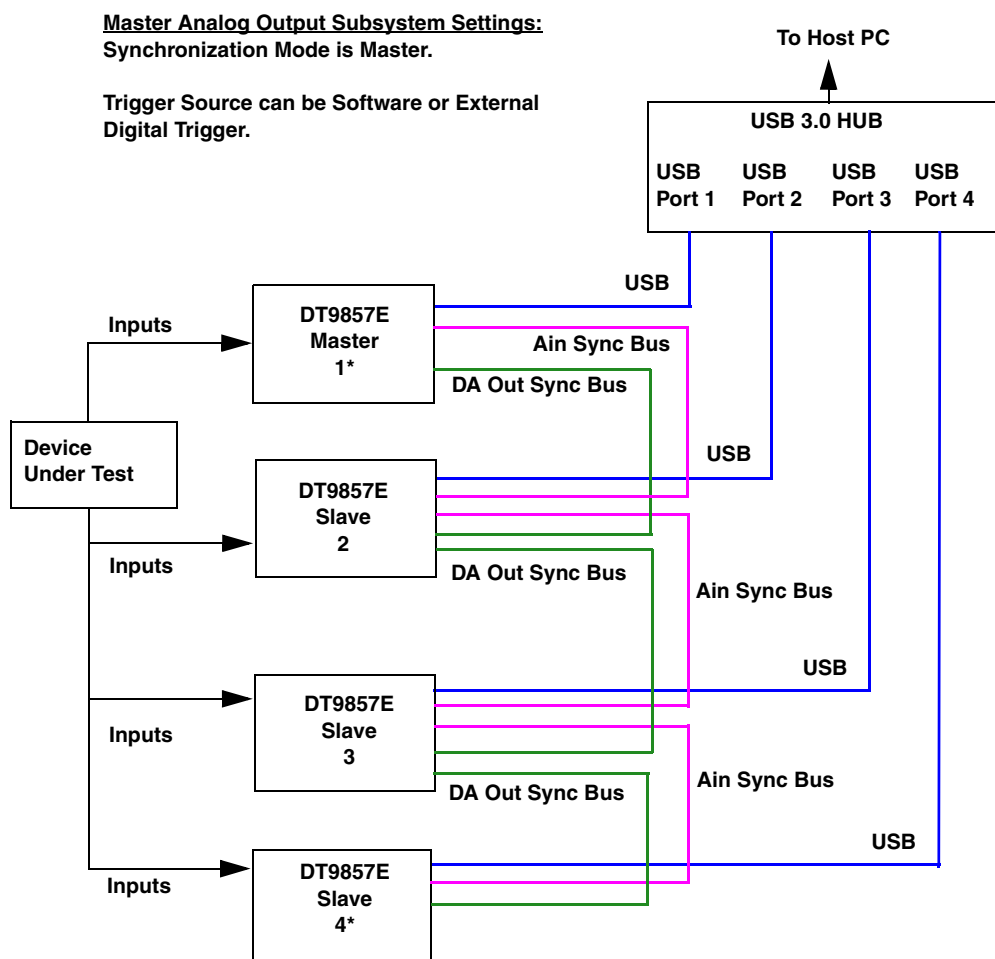 Master Analog Output Subsystem Settings:
Synchronization Mode is Master.
Trigger Source can be Software or External
Digital Trigger.
To Host PC
USB 3.0 HUB
USB
Port 1
USB
Port 2
USB
Port 3
USB
Port 4
USB
DT9857E
Master
1*
Inputs
Ain Sync Bus
DA Out Sync Bus
Device
Under Test
USB
DT9857E
Slave
2
Inputs
DA Out Sync Bus
Ain Sync Bus
USB
DT9857E
Slave
3
Inputs
DA Out Sync Bus
Ain Sync Bus
USB
DT9857E
Slave
4*
Inputs